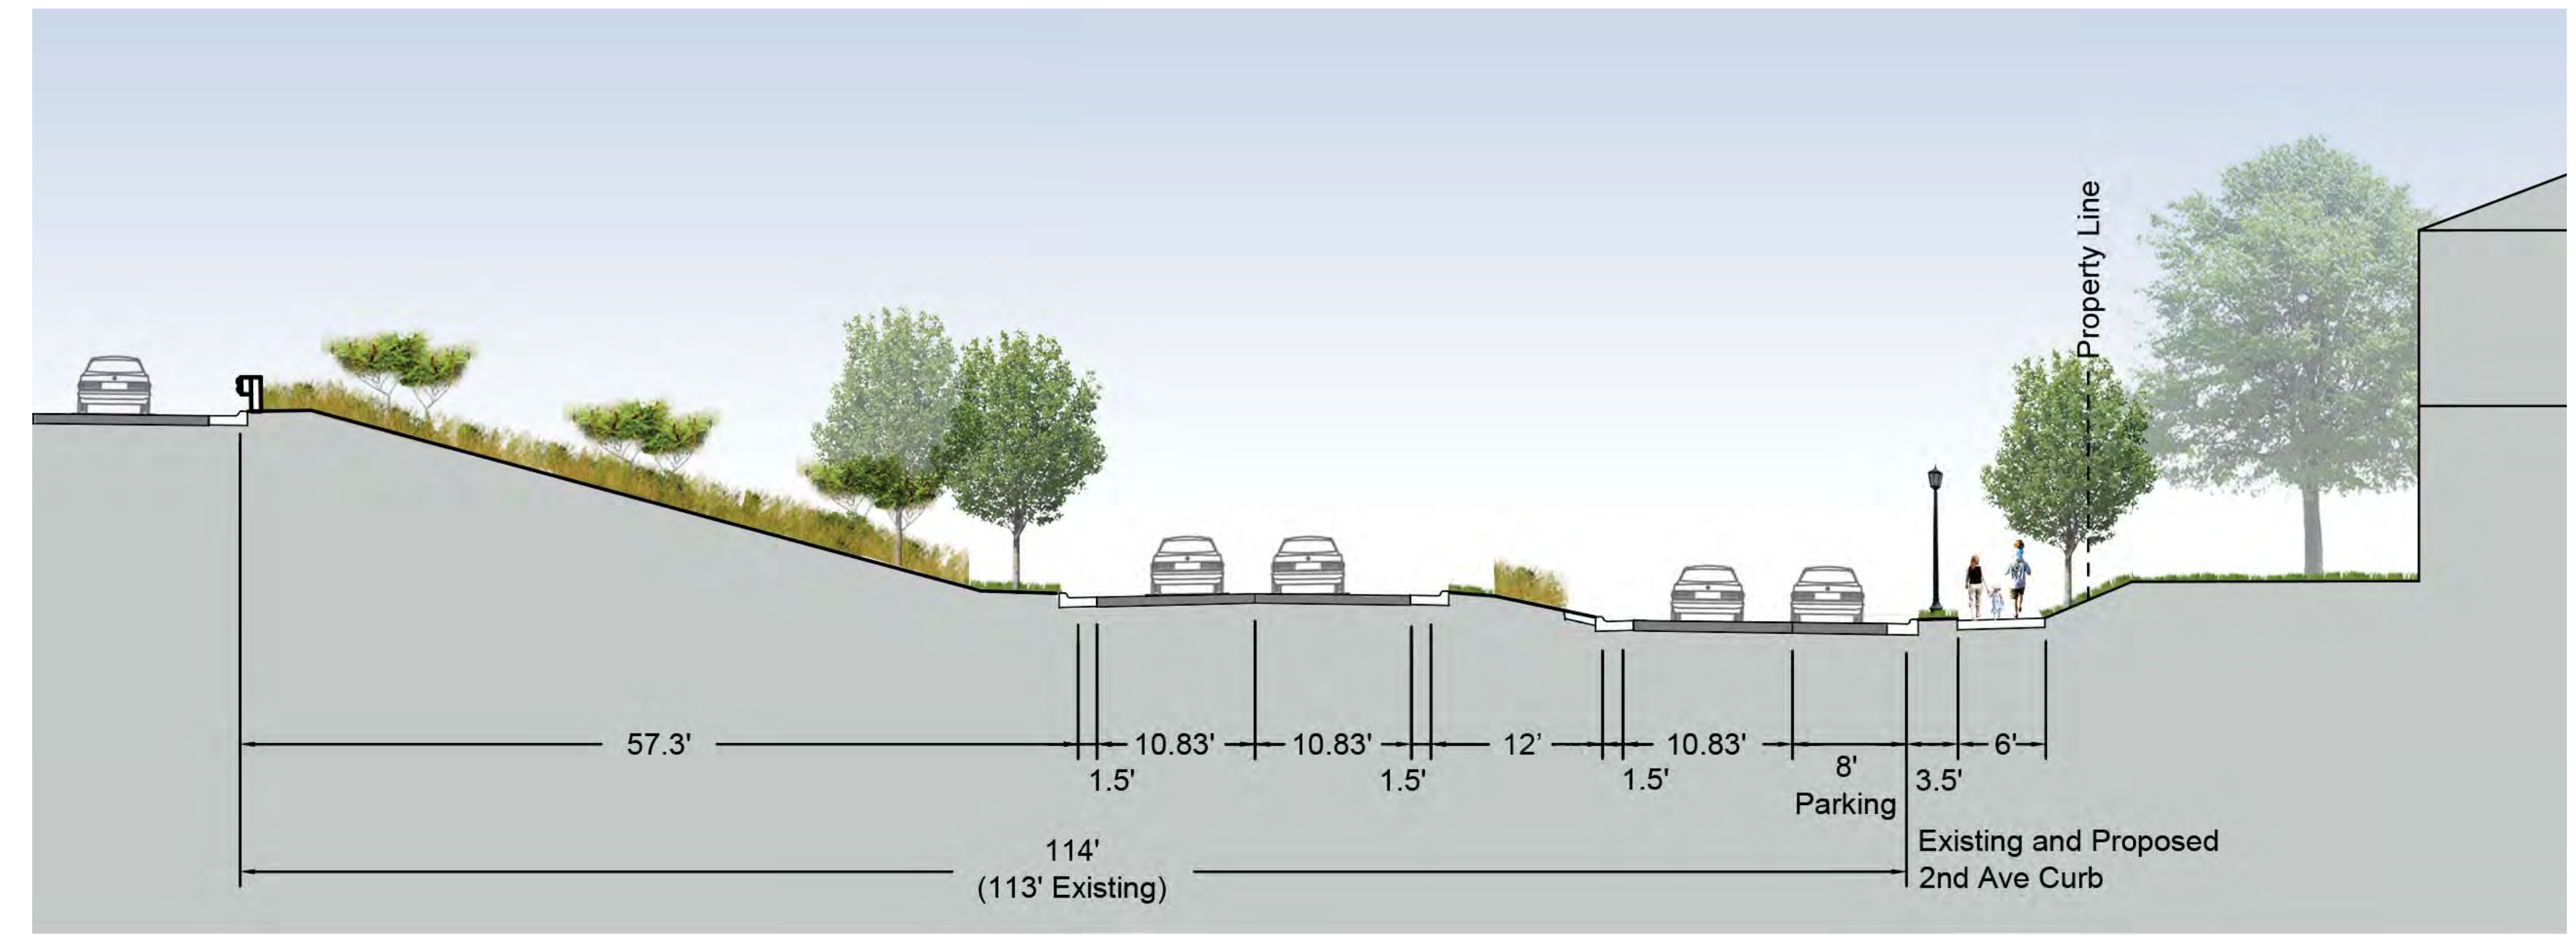 Property Line
57.3'
1.5'
10.83'
10.83'
1.5'
12’
1.5'
10.83'
8'
Parking
3.5'
6'
114'
(113' Existing)
Existing and Proposed
2nd Ave Curb